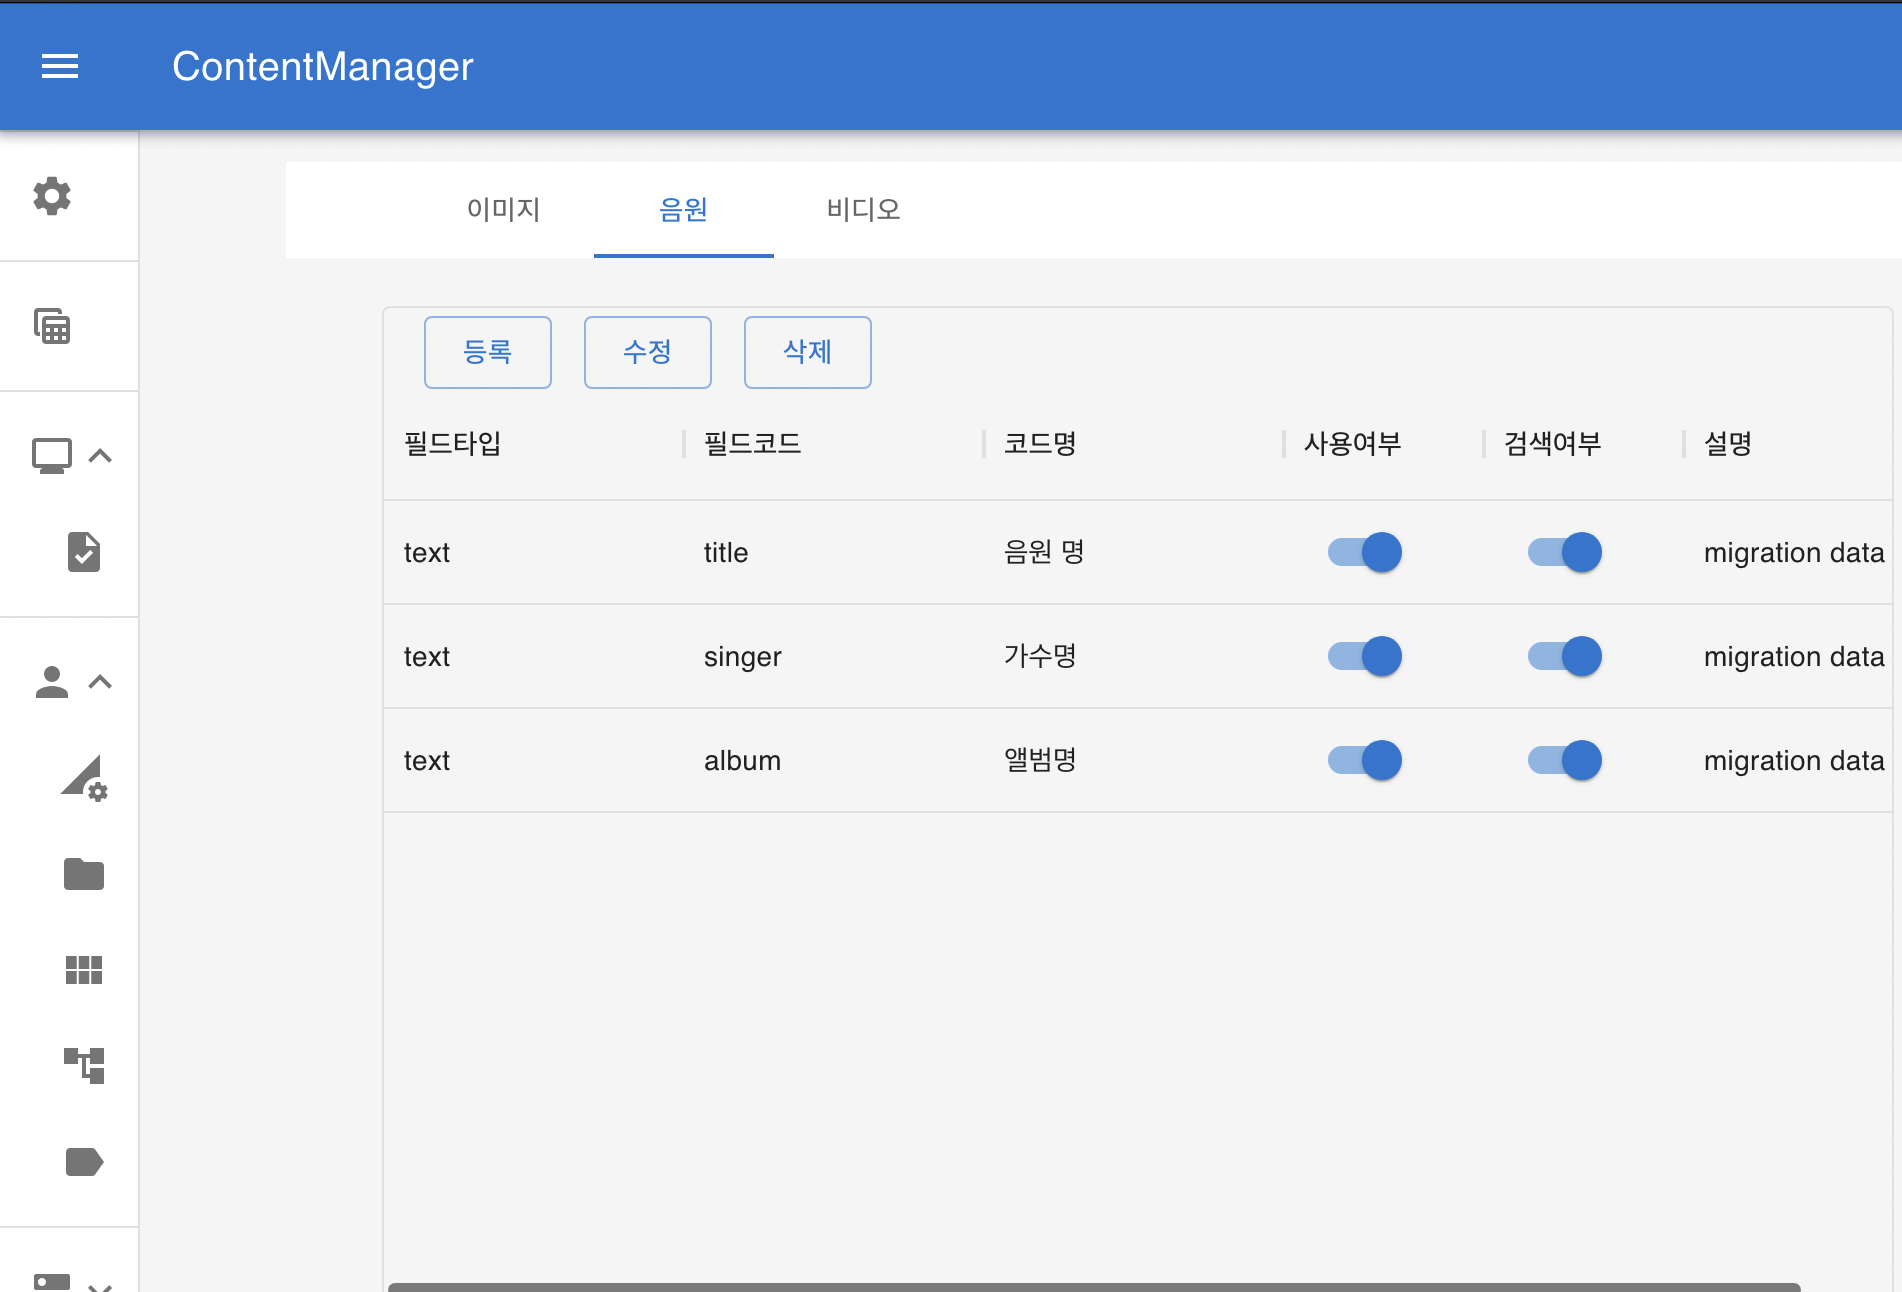 ContentManager
이미지 음원 비디오
등록 수정 삭제
필드타입 필드코드 코드명 사용여부 검색여부 설명
text title 음원 명 migration data
text singer 가수명 migration data
text album 앨범명 migration data